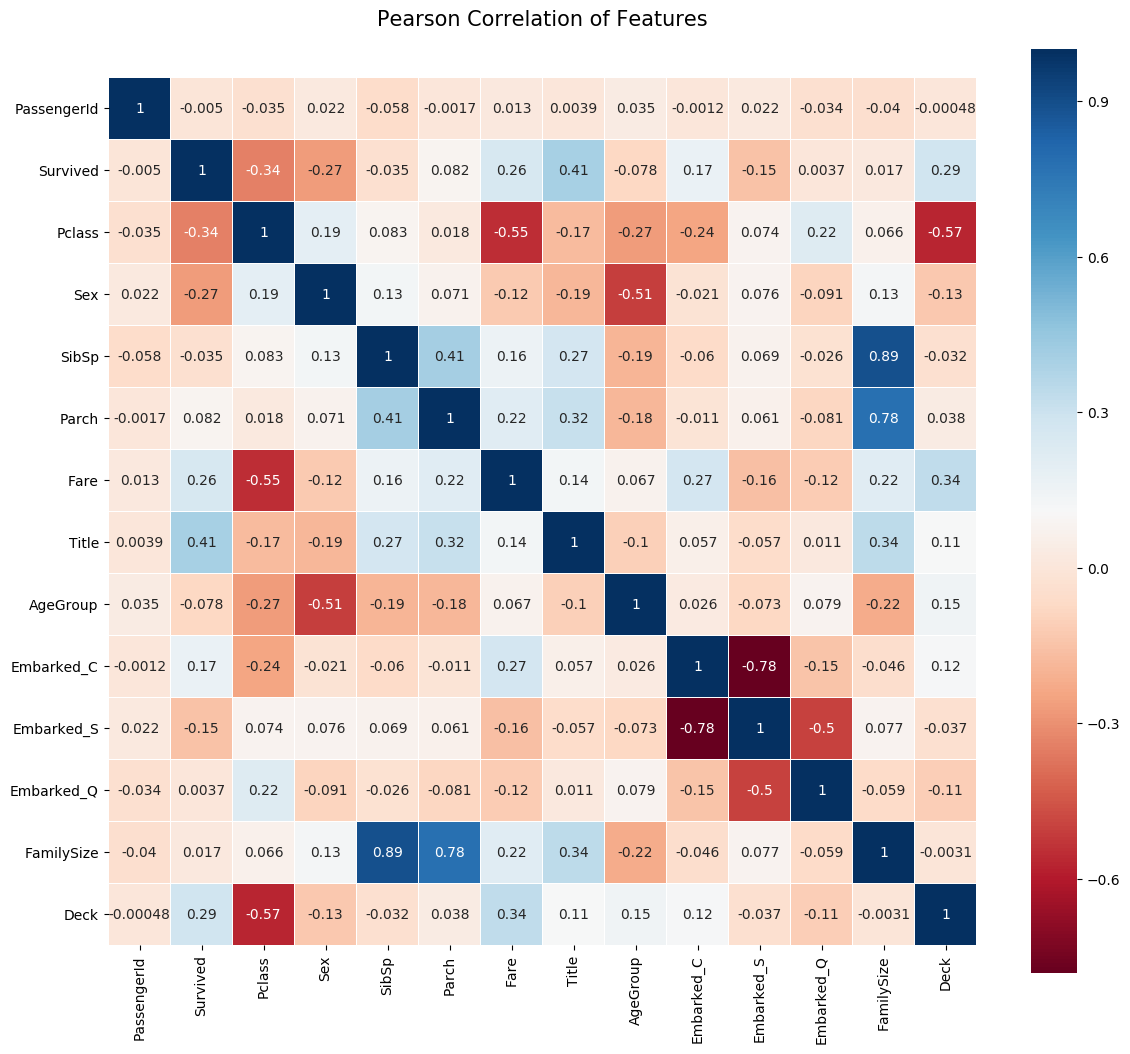 Pearson Correlation of Features
PassengerId 1 -0.005 -0.035 0.022 -0.058 -0.0017 0.013 0.0039 0.035 -0.0012 0.022 -0.034 -0.04 -0.00048
Survived -0.005 1 -0.34 -0.27 -0.035 0.082 0.26 0.41 -0.078 0.17 -0.15 0.0037 0.017 0.29
Pclass -0.035 -0.34 1 0.19 0.083 0.018 -0.55 -0.17 -0.27 -0.24 0.074 0.22 0.066 -0.57
Sex 0.022 -0.27 0.19 1 0.13 0.071 -0.12 -0.19 -0.51 -0.021 0.076 -0.091 0.13 -0.13
SibSp -0.058 -0.035 0.083 0.13 1 0.41 0.16 0.27 -0.19 -0.06 0.069 -0.026 0.89 -0.032
Parch -0.0017 0.082 0.018 0.071 0.41 1 0.22 0.32 -0.18 -0.011 0.061 -0.081 0.78 0.038
Fare 0.013 0.26 -0.55 -0.12 0.16 0.22 1 0.14 0.067 0.27 -0.16 -0.12 0.22 0.34
Title 0.0039 0.41 -0.17 -0.19 0.27 0.32 0.14 1 -0.1 0.057 -0.057 0.011 0.34 0.11
AgeGroup 0.035 -0.078 -0.27 -0.51 -0.19 -0.18 0.067 -0.1 1 0.026 -0.073 0.079 -0.22 0.15
Embarked_C -0.0012 0.17 -0.24 -0.021 -0.06 -0.011 0.27 0.057 0.026 1 -0.78 -0.15 -0.046 0.12
Embarked_S 0.022 -0.15 0.074 0.076 0.069 0.061 -0.16 -0.057 -0.073 -0.78 1 -0.5 0.077 -0.037
Embarked_Q -0.034 0.0037 0.22 -0.091 -0.026 -0.081 -0.12 0.011 0.079 -0.15 -0.5 1 -0.059 -0.11
FamilySize -0.04 0.017 0.066 0.13 0.89 0.78 0.22 0.34 -0.22 -0.046 0.077 -0.059 1 -0.0031
Deck -0.00048 0.29 -0.57 -0.13 -0.032 0.038 0.34 0.11 0.15 0.12 -0.037 -0.11 -0.0031 1
PassengerId Survived Pclass Sex SibSp Parch Fare Title AgeGroup Embarked_C Embarked_S Embarked_Q FamilySize Deck
0.9
0.6
0.3
0.0
−0.3
−0.6